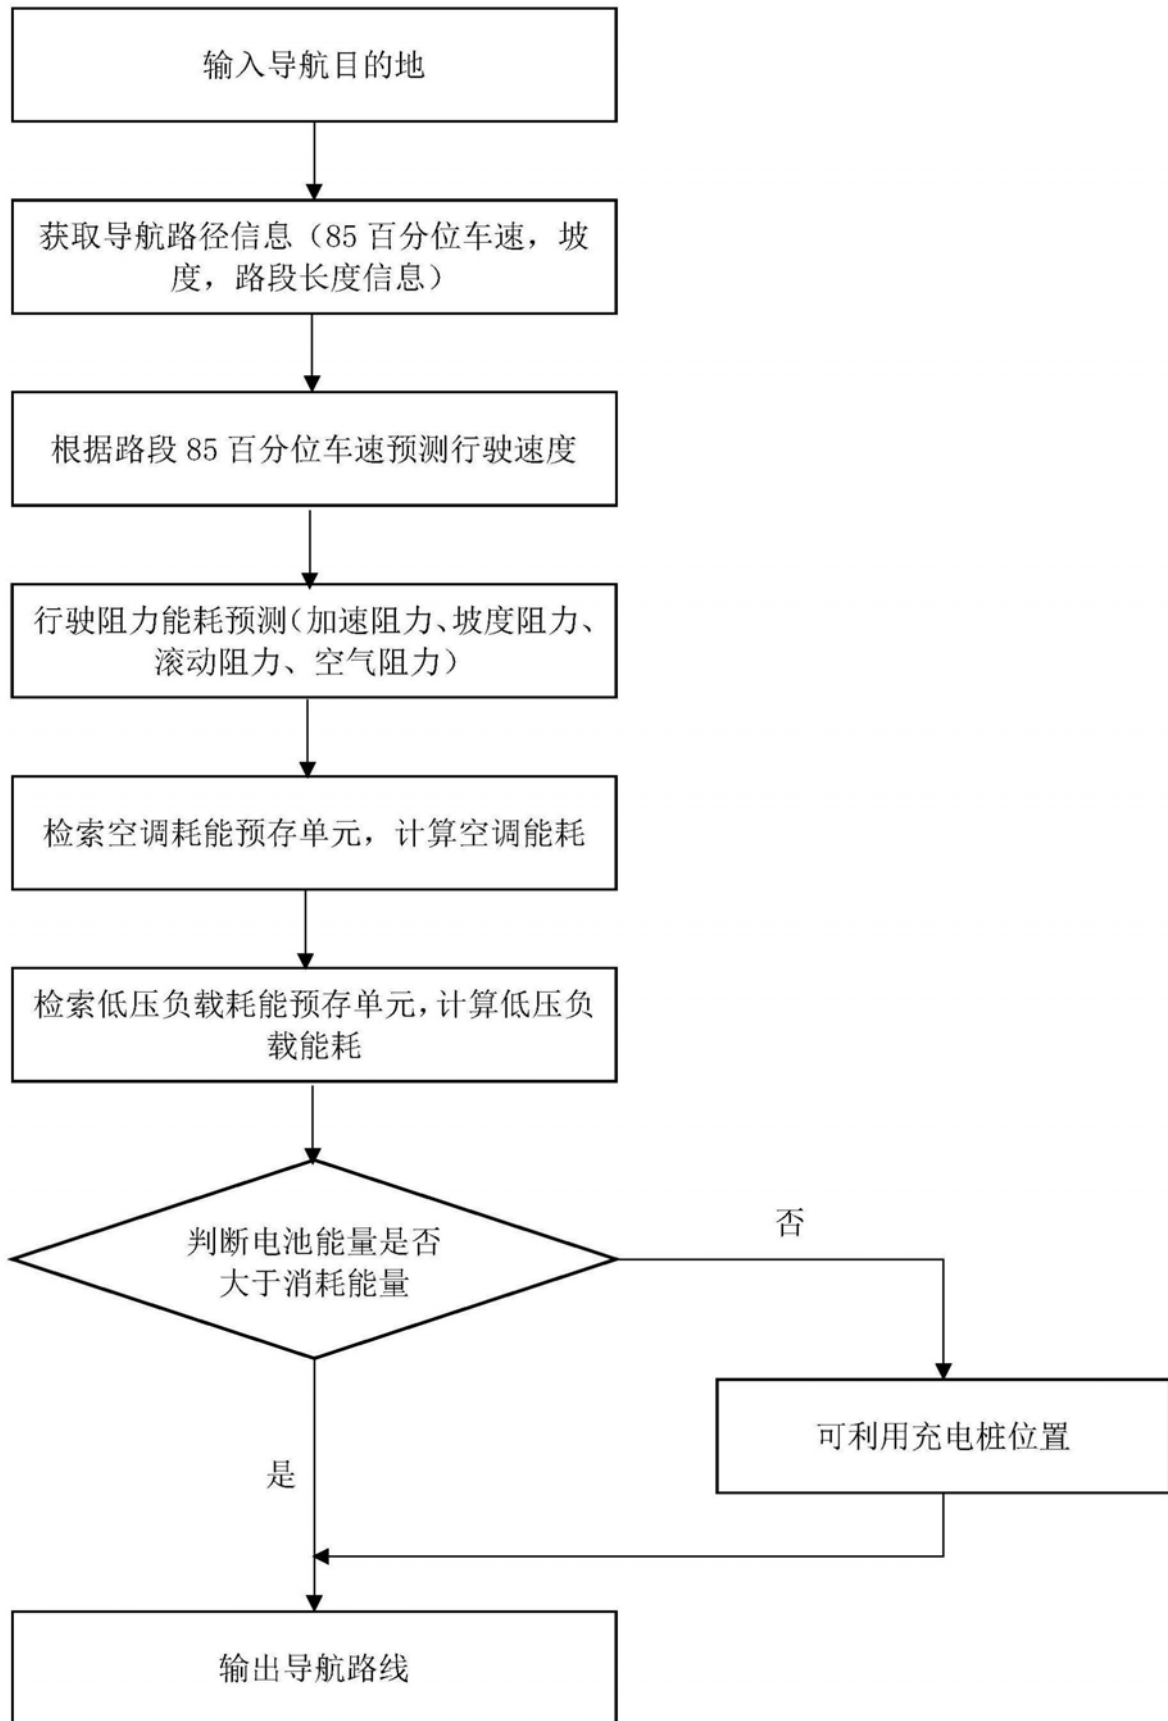 输入导航目的地
获取导航路径信息（85 百分位车速，坡
度，路段长度信息）
根据路段 85 百分位车速预测行驶速度
行驶阻力能耗预测（加速阻力、坡度阻力、
滚动阻力、空气阻力）
检索空调耗能预存单元，计算空调能耗
检索低压负载耗能预存单元，计算低压负
载能耗
判断电池能量是否
大于消耗能量
否
可利用充电桩位置
是
输出导航路线